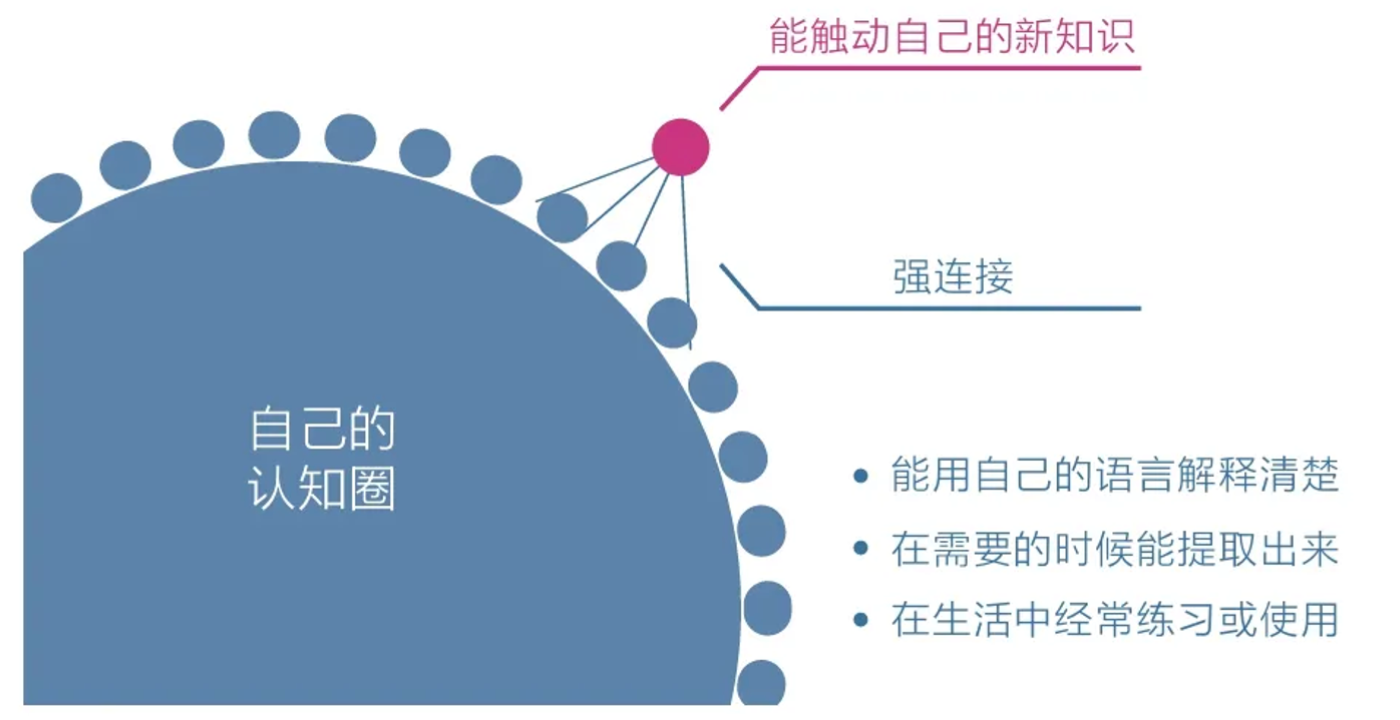 能触动自己的新知识
强连接
自己的
认知圈
• 能用自己的语言解释清楚
• 在需要的时候能提取出来
• 在生活中经常练习或使用